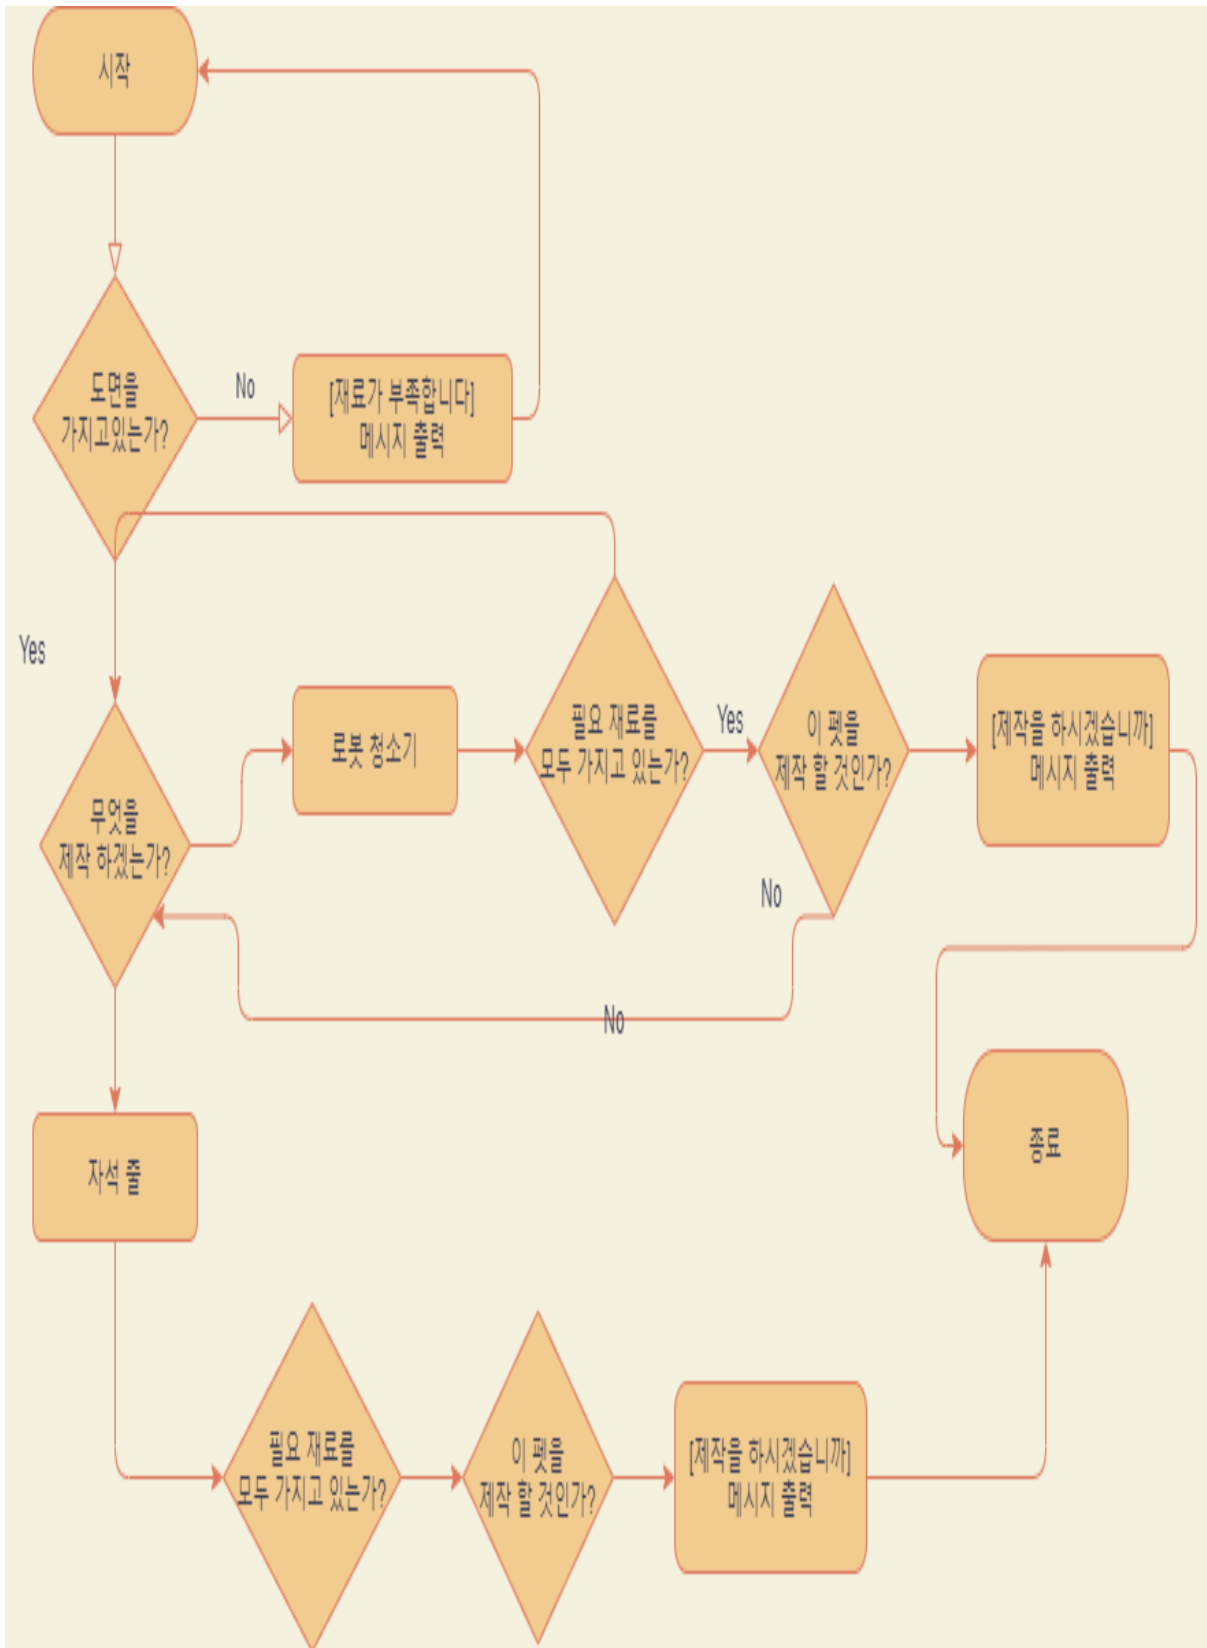 시작
도면을
가지고있는가?
No
[재료가 부족합니다]
메시지 출력
Yes
로봇 청소기
필요 재료를
모두 가지고 있는가?
Yes
이 펫을
제작 할 것인가?
[제작을 하시겠습니까]
메시지 출력
무엇을
제작 하겠는가?
No
No
자석 줄
종료
필요 재료를
모두 가지고 있는가?
이 펫을
제작 할 것인가?
[제작을 하시겠습니까]
메시지 출력